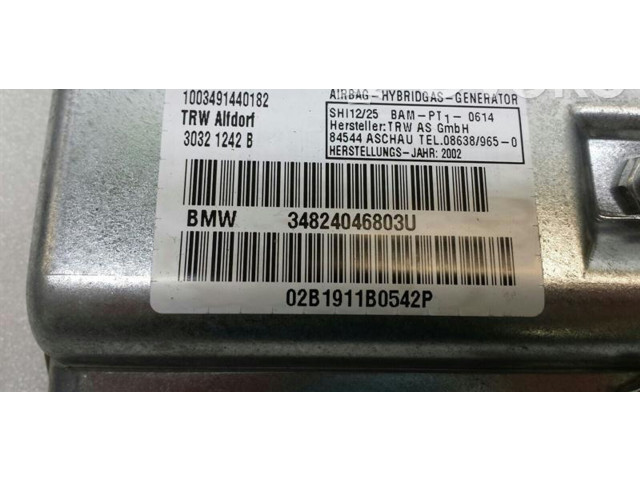 1003491440182
TRW Alfdorf
3032 1242 B
AIRBAG-HYBRIDGAS-GENERATOR
SHI12/25 BAM-PT1-0614
Hersteller:TRW AS GmbH
84544 ASCHAU TEL.08638/965-0
HERSTELLUNGS-JAHR: 2002
BMW 34824046803U
02B1911B0542P